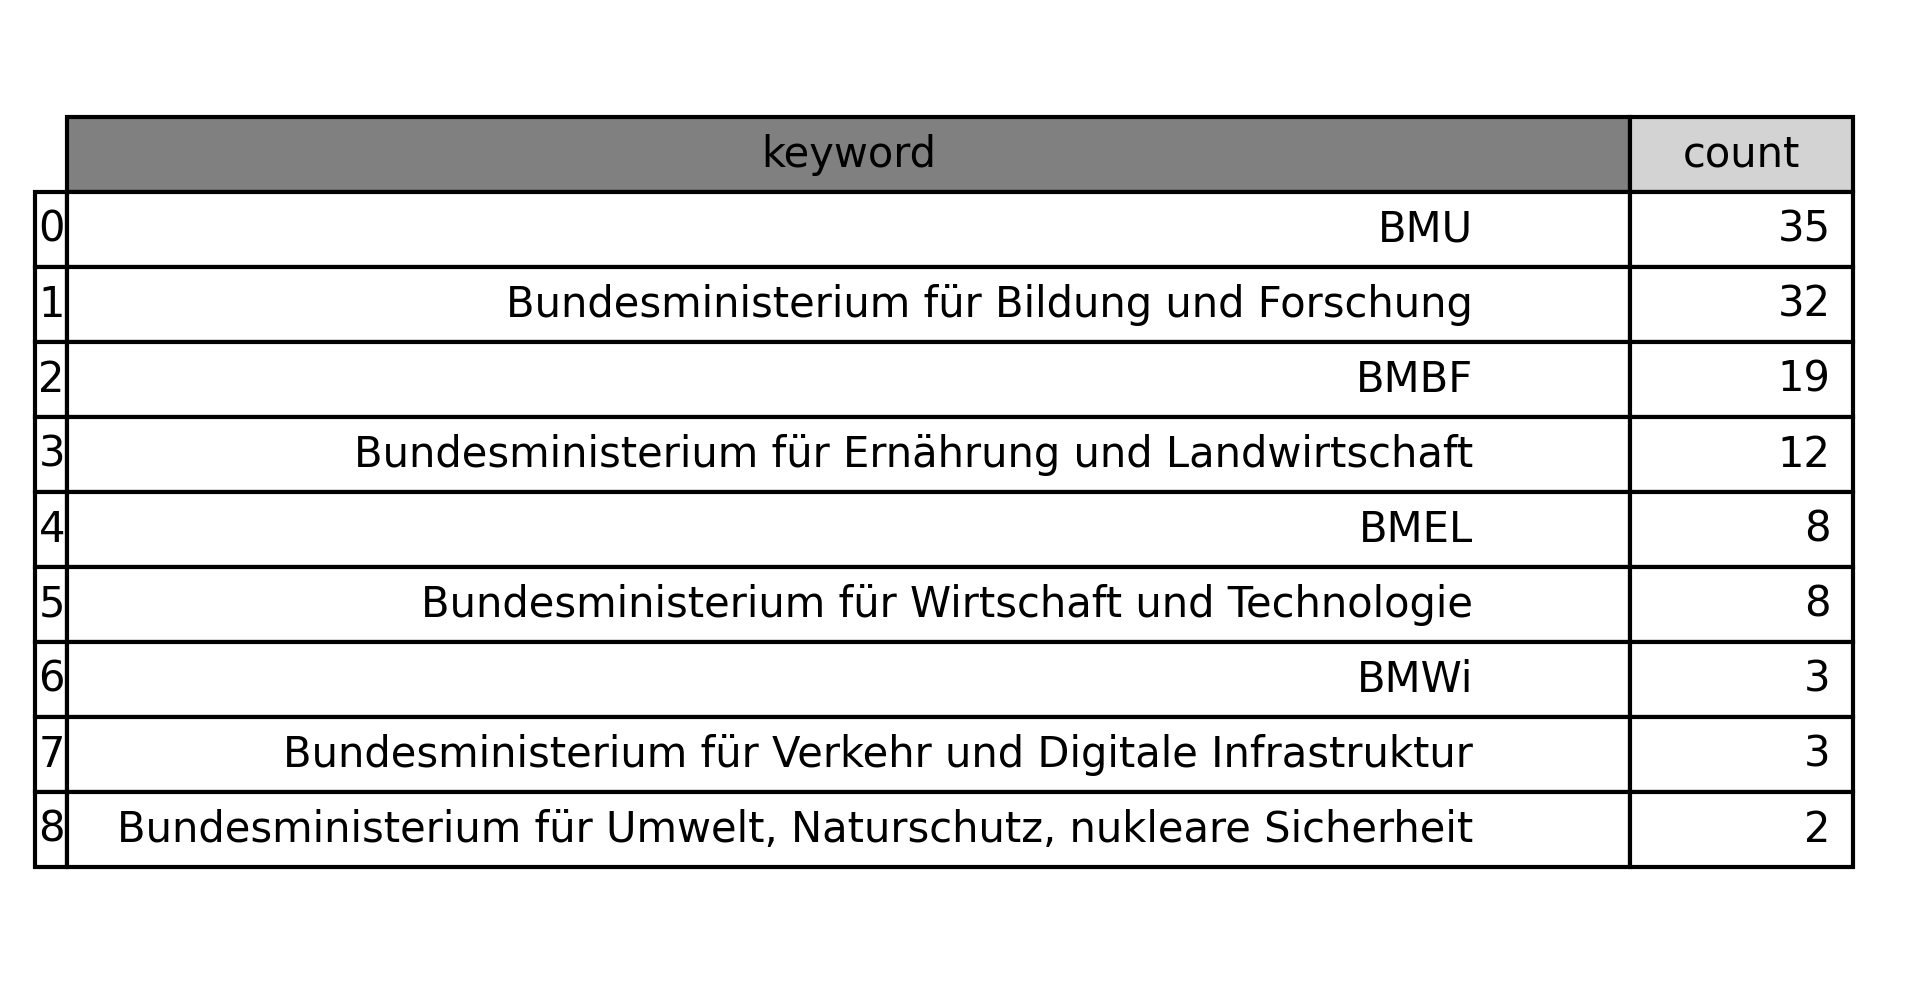 keyword count
0 BMU 35
1 Bundesministerium für Bildung und Forschung 32
2 BMBF 19
3 Bundesministerium für Ernährung und Landwirtschaft 12
4 BMEL 8
5 Bundesministerium für Wirtschaft und Technologie 8
6 BMWi 3
7 Bundesministerium für Verkehr und Digitale Infrastruktur 3
8 Bundesministerium für Umwelt, Naturschutz, nukleare Sicherheit 2